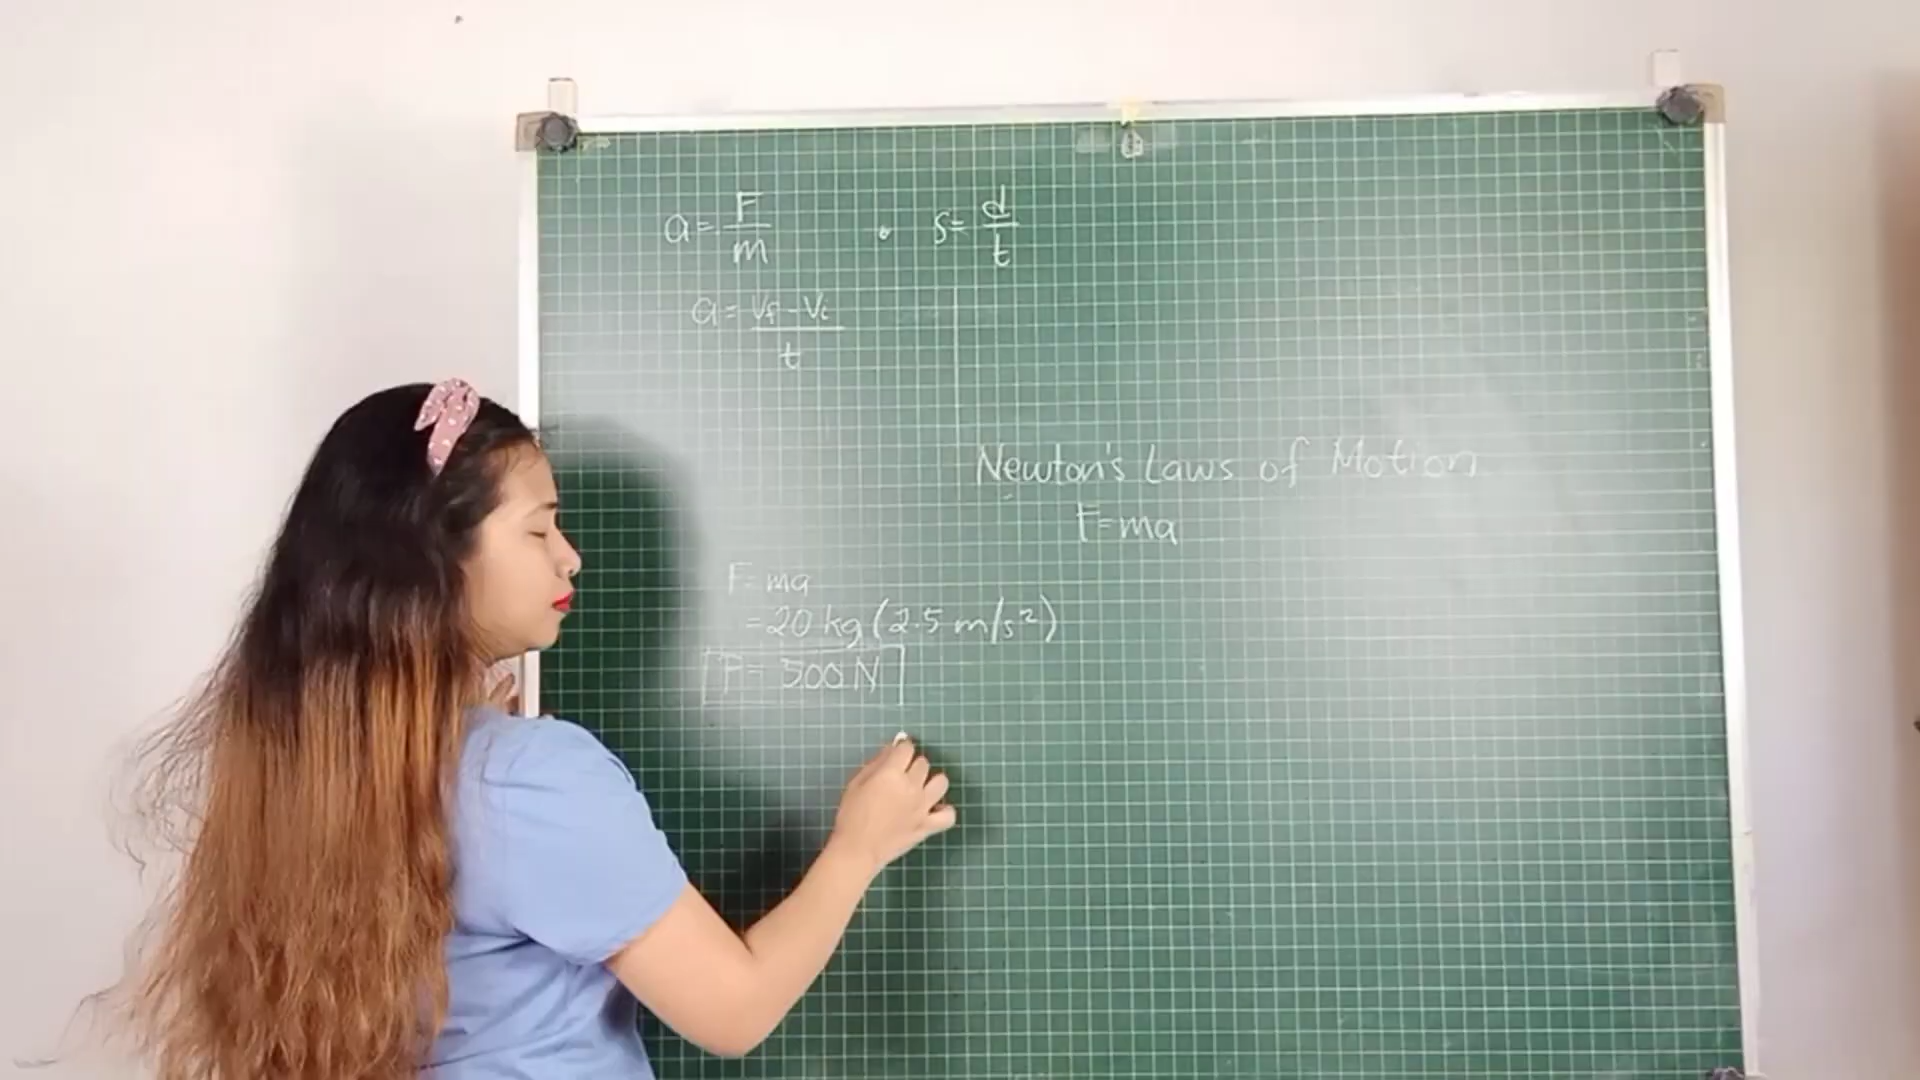 a = F/m • s = d/t
a = Vf - Vi / t
Newton's Laws of Motion
F = ma
F = ma
= 20 kg (2.5 m/s²)
F = 500 N